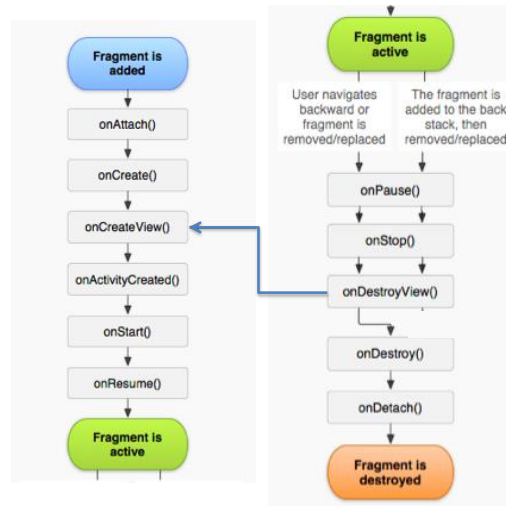 Fragment is
added
onAttach()
onCreate()
onCreateView()
onActivityCreated()
onStart()
onResume()
Fragment is
active
Fragment is
active
User navigates
backward or
fragment is
removed/replaced
The fragment is
added to the back
stack, then
removed/replaced
onPause()
onStop()
onDestroyView()
onDestroy()
onDetach()
Fragment is
destroyed